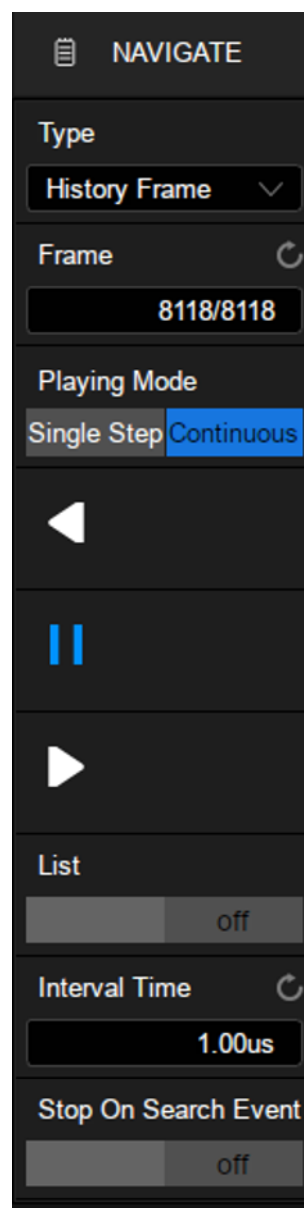 NAVIGATE
Type
History Frame
Frame
8118/8118
Playing Mode
Single Step Continuous
List
off
Interval Time
1.00us
Stop On Search Event
off